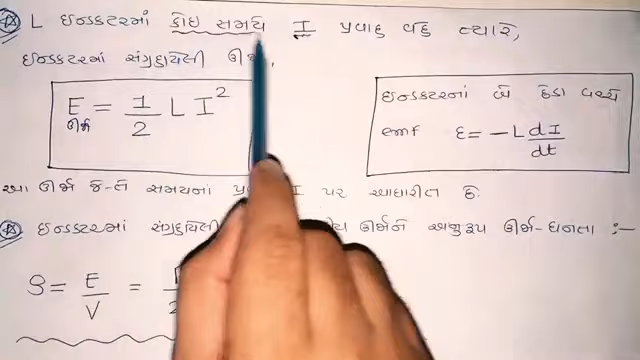 L ઇન્ડક્ટરમાં કોઇ સમયે I પ્રવાહ વહે ત્યારે,
ઇન્ડક્ટરમાં સંગ્રહાયેલી
E = 1/2 L I²
ઊર્જા
ઇન્ડક્ટરનાં બે છેડા વચ્ચે
emf ε = -L dI/dt
આ ઊર્જા જે-તે સમયનાં I પર આધારીત છે.
ઇન્ડક્ટરમાં ઊર્જાને અનુરૂપ ઊર્જા-ઘનતા :-
ρ = E/V =